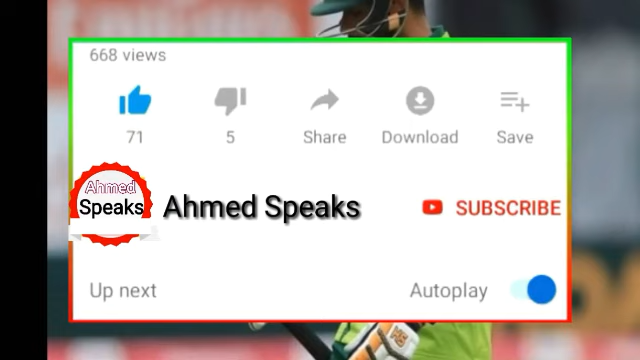 668 views
71
5
Share
Download
Save
Ahmed
Speaks
Ahmed Speaks
SUBSCRIBE
Up next
Autoplay